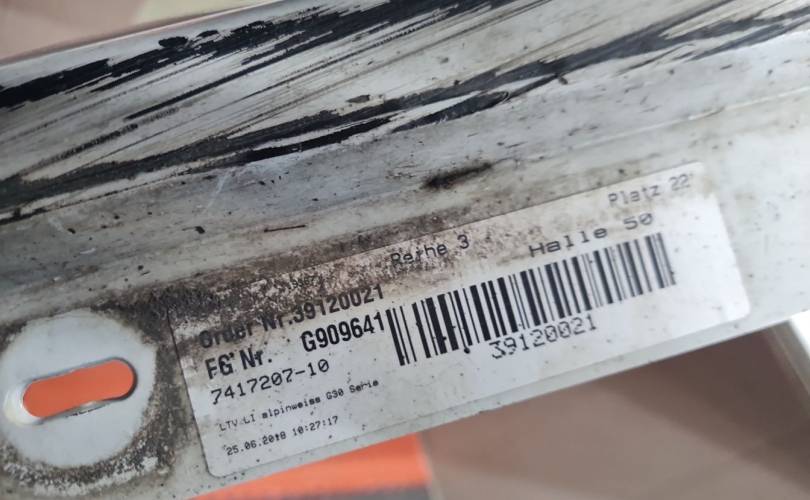 Reihe 3 Halle 50 Platz 22
Order Nr.39120021
FG Nr. G909641
39120021
7417207-10
LTV LI alpinweiss G30 Serie
25.06.2018 10:27:17